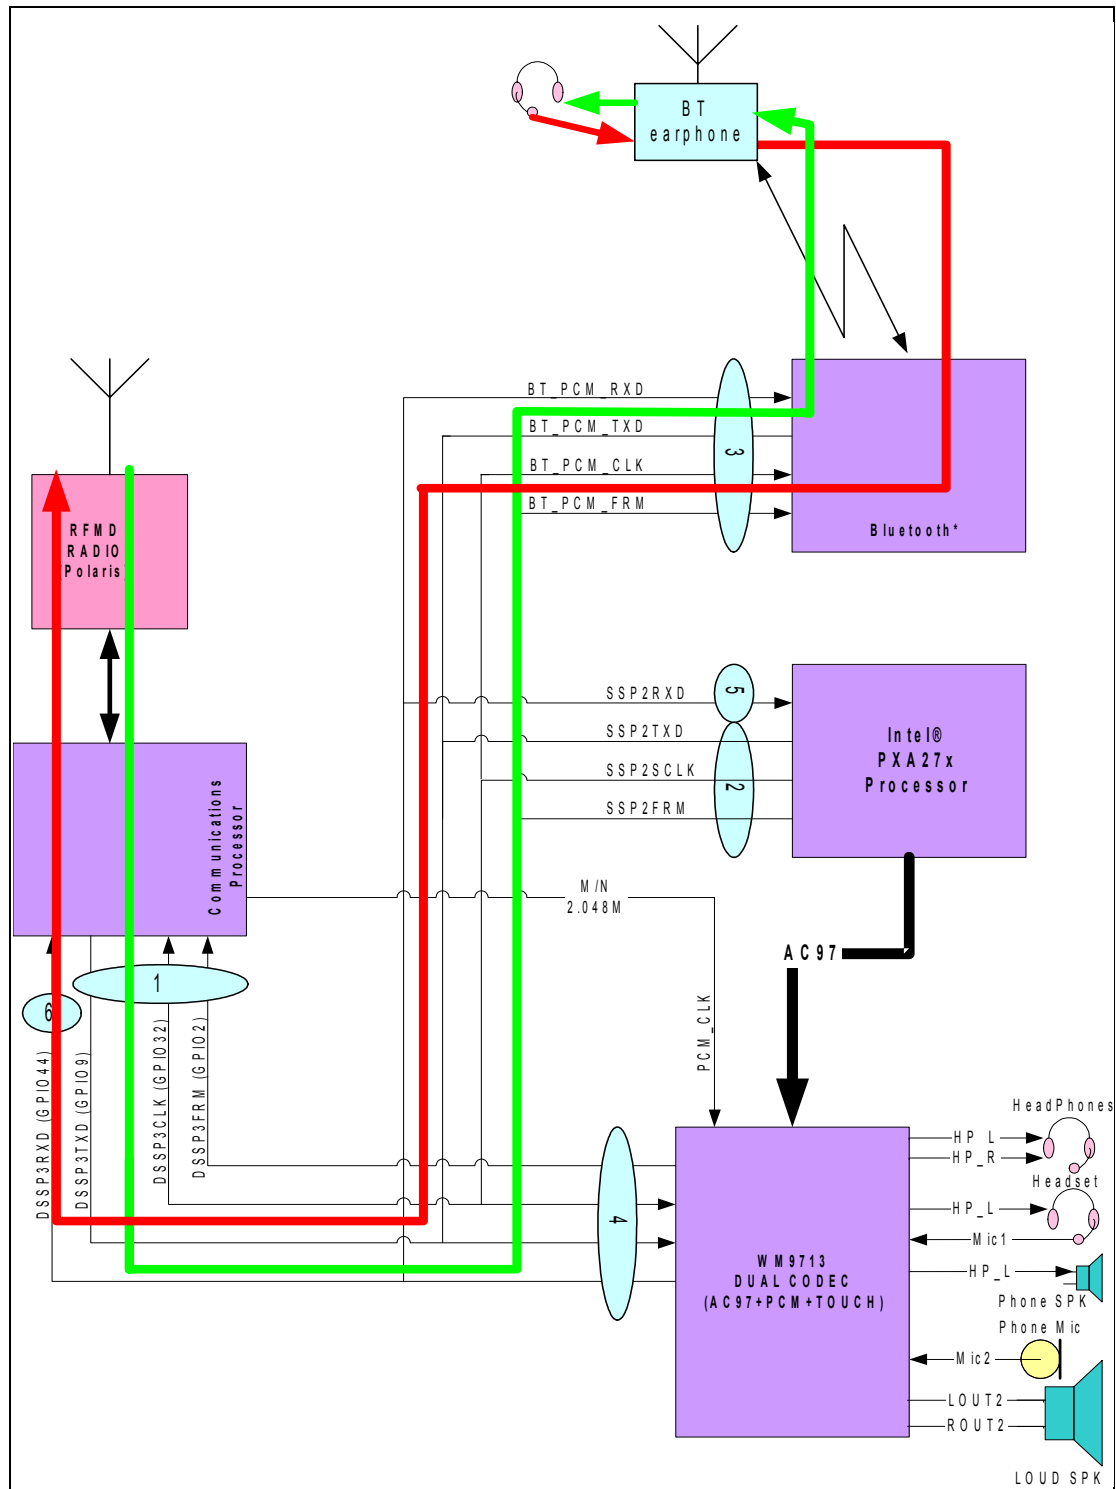 BT
earphone
BT_PCM_RXD
BT_PCM_TXD
3
BT_PCM_CLK
BT_PCM_FRM
Bluetooth*
RFMD
RADIO
(Polaris)
SSP2RXD
5
SSP2TXD
SSP2SCLK
2
SSP2FRM
Intel®
PXA27x
Processor
Communications
Processor
M/N
2.048M
AC97
1
6
DSSP3RXD (GPIO44)
DSSP3TXD (GPIO9)
DSSP3CLK (GPIO32)
DSSP3FRM (GPIO2)
PCM_CLK
4
WM9713
DUAL CODEC
(AC97+PCM+TOUCH)
HeadPhones
HP_L
HP_R
Headset
HP_L
Mic1
HP_L
Phone SPK
Phone Mic
Mic2
LOUT2
ROUT2
LOUD SPK